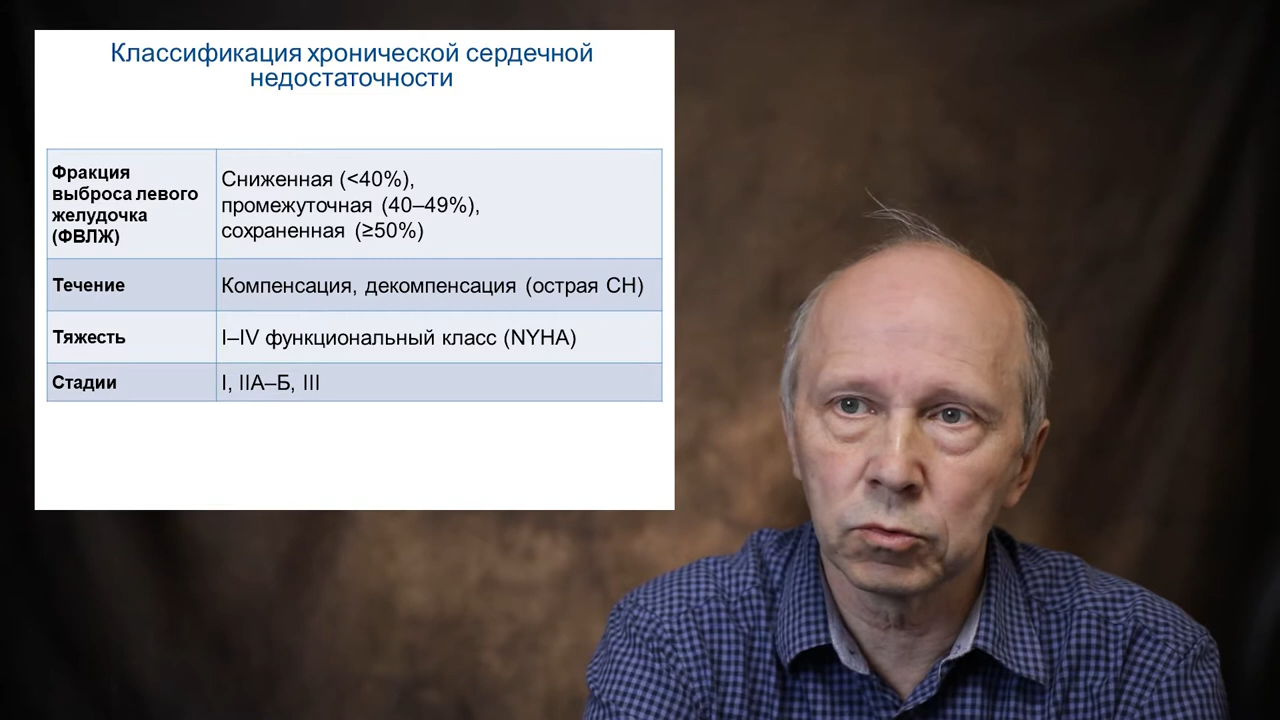 Классификация хронической сердечной
недостаточности
Фракция
выброса левого
желудочка
(ФВЛЖ)
Сниженная (<40%),
промежуточная (40–49%),
сохраненная (≥50%)
Течение
Компенсация, декомпенсация (острая СН)
Тяжесть
I–IV функциональный класс (NYHA)
Стадии
I, IIА–Б, III